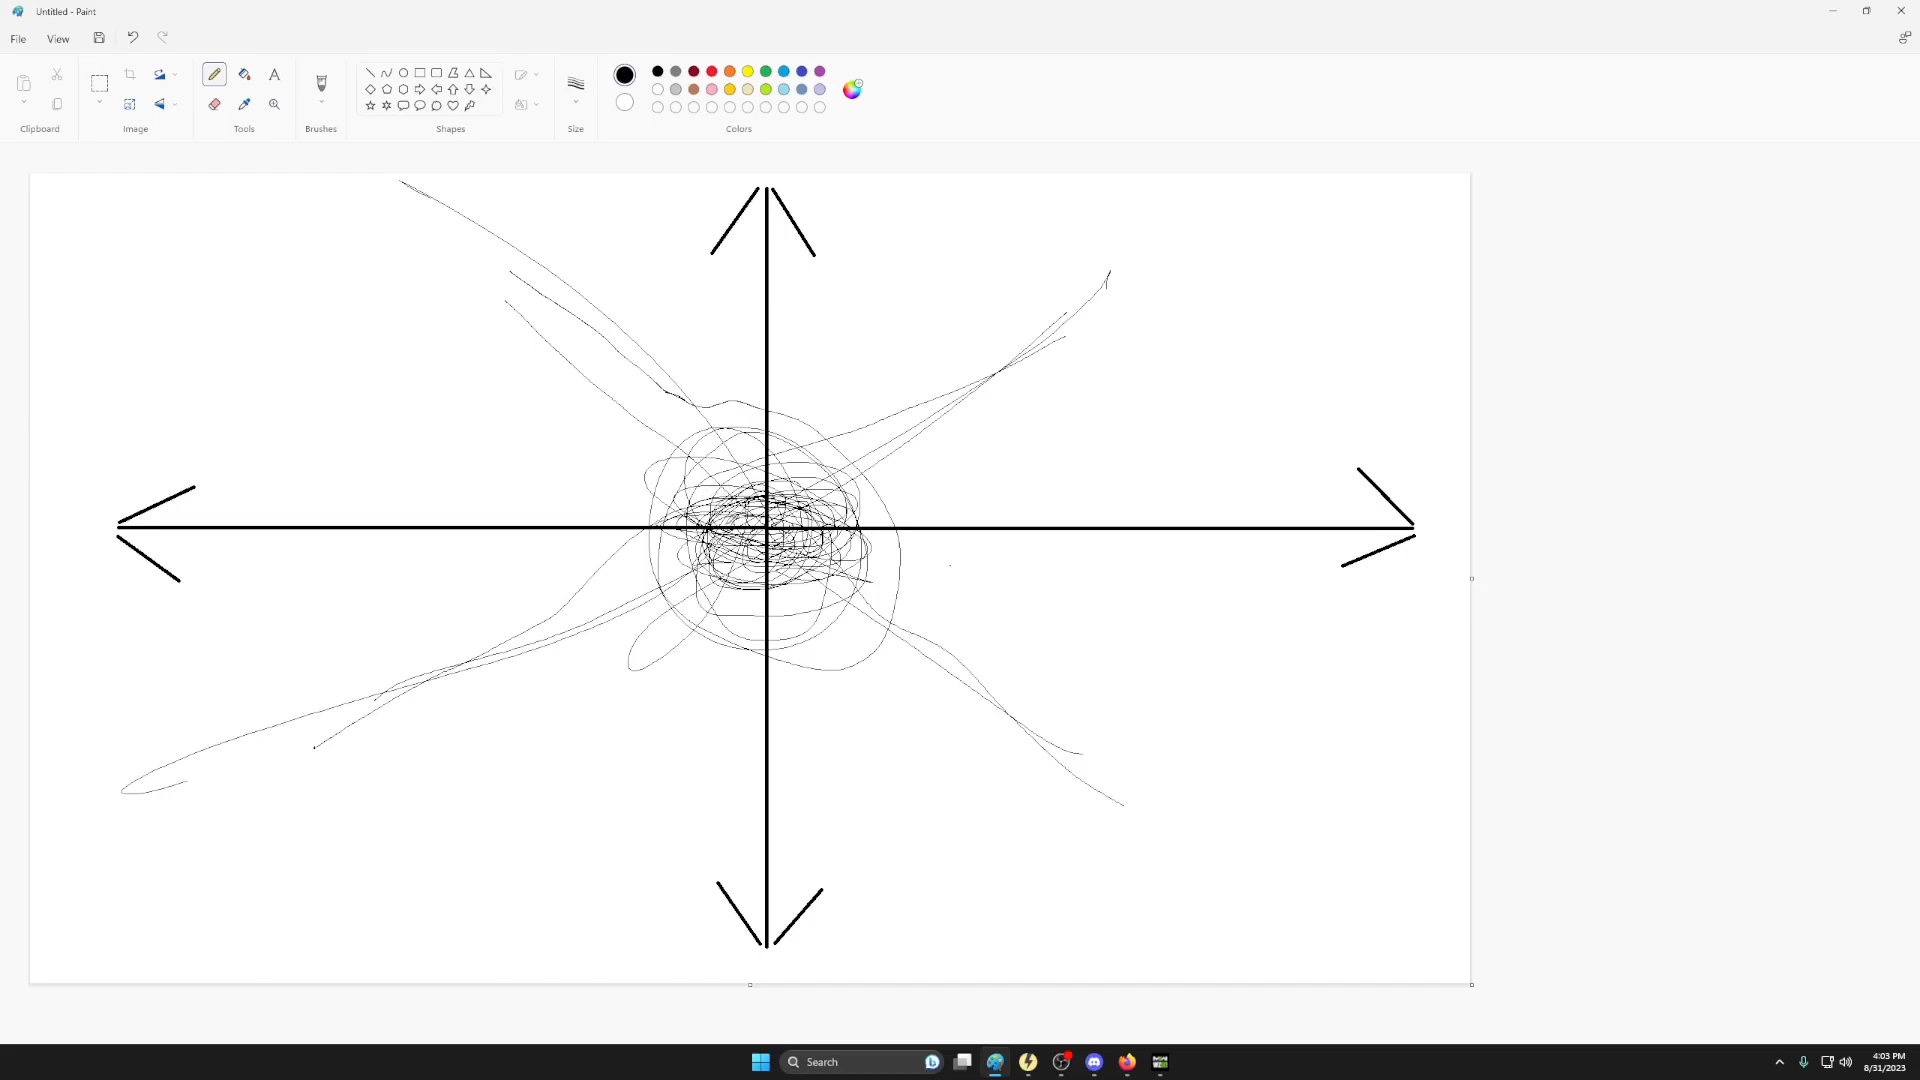 Untitled - Paint
File View
Clipboard Image Tools Brushes Shapes Size Colors
Search
4:03 PM
8/31/2023